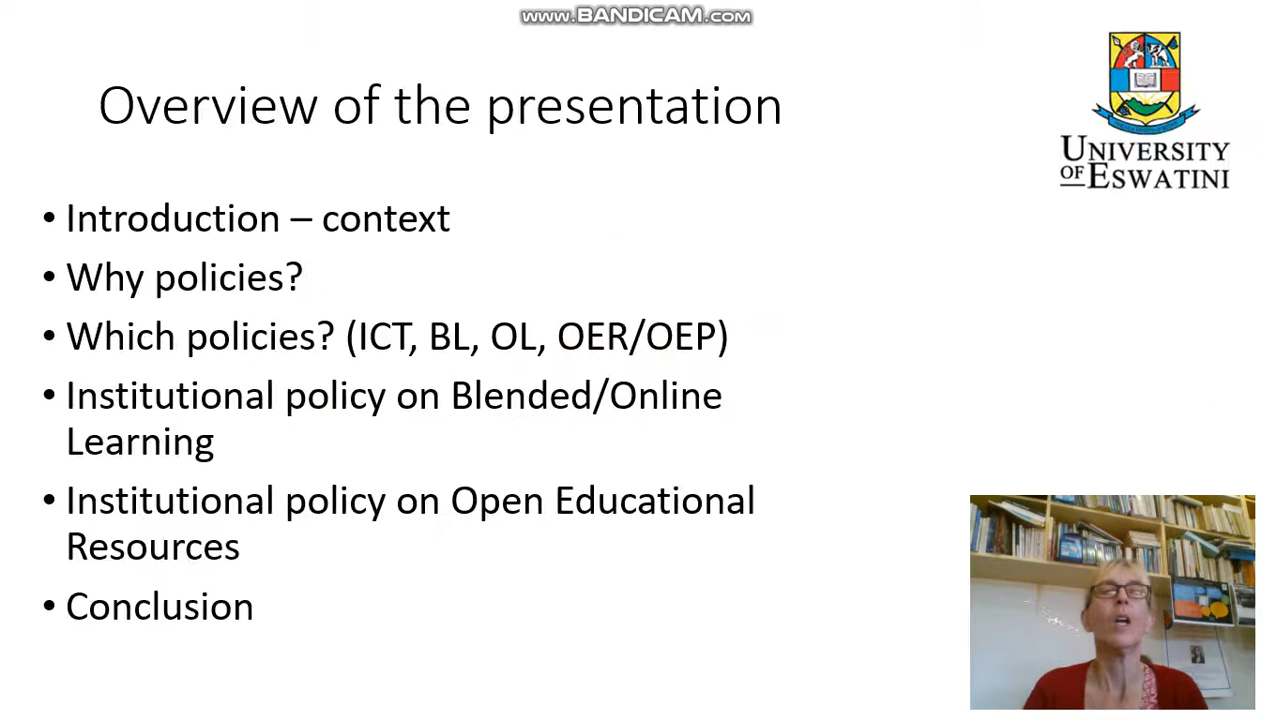 www.BANDICAM.com
Overview of the presentation
UNIVERSITY
OF ESWATINI
• Introduction – context
• Why policies?
• Which policies? (ICT, BL, OL, OER/OEP)
• Institutional policy on Blended/Online
Learning
• Institutional policy on Open Educational
Resources
• Conclusion